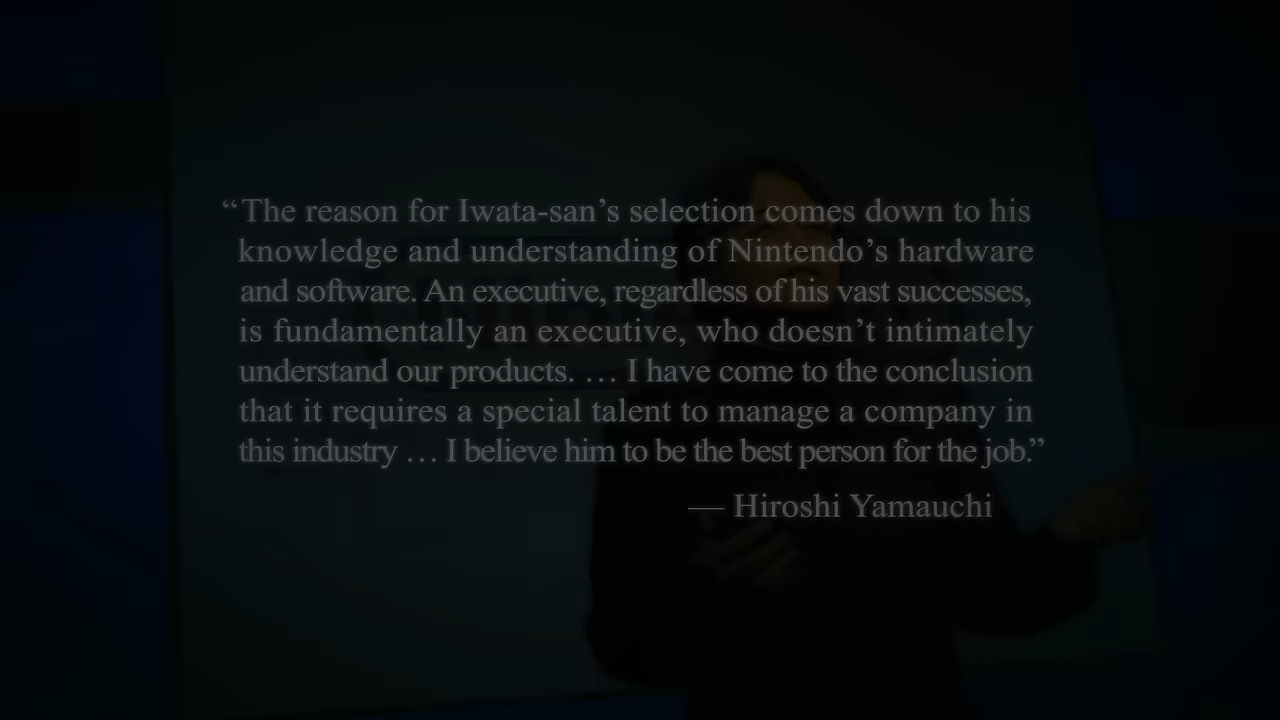 “The reason for Iwata-san’s selection comes down to his
knowledge and understanding of Nintendo’s hardware
and software. An executive, regardless of his vast successes,
is fundamentally an executive, who doesn’t intimately
understand our products. … I have come to the conclusion
that it requires a special talent to manage a company in
this industry … I believe him to be the best person for the job.”
— Hiroshi Yamauchi